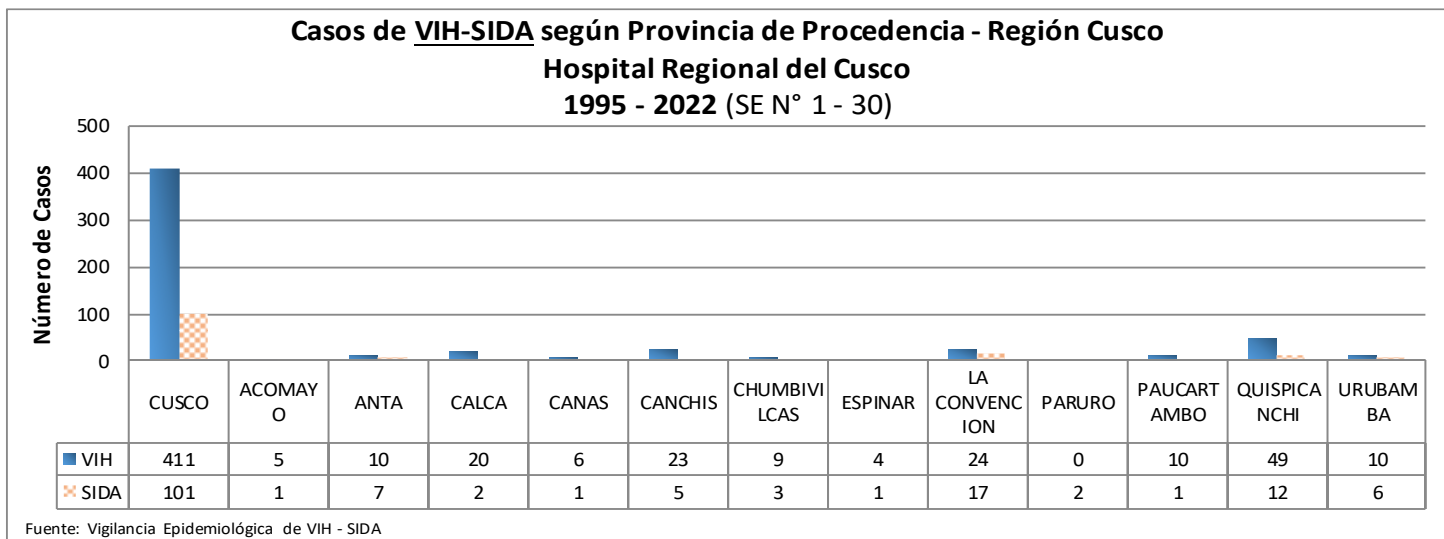 Casos de VIH-SIDA según Provincia de Procedencia - Región Cusco
Hospital Regional del Cusco
1995 - 2022 (SE N° 1 - 30)
Número de Casos
500
400
300
200
100
0
CUSCO
ACOMAY
O
ANTA
CALCA
CANAS
CANCHIS
CHUMBIVI
LCAS
ESPINAR
LA
CONVENC
ION
PARURO
PAUCART
AMBO
QUISPICA
NCHI
URUBAM
BA
VIH 411 5 10 20 6 23 9 4 24 0 10 49 10
SIDA 101 1 7 2 1 5 3 1 17 2 1 12 6
Fuente: Vigilancia Epidemiológica de VIH - SIDA